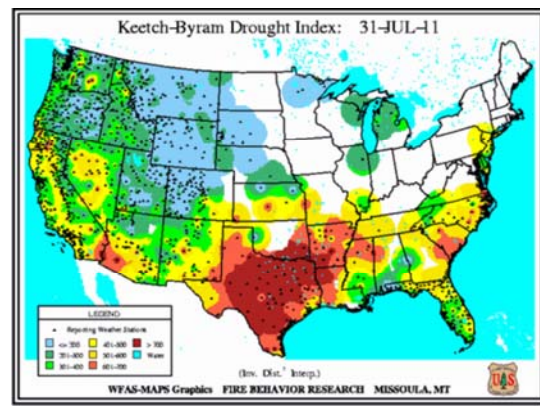 Keetch-Byram Drought Index: 31-JUL-11
LEGEND
Reporting Weather Stations
<= 200 401-500 > 700
201-300 501-600 Water
301-400 601-700
(Inv. Dist.² Interp.)
WFAS-MAPS Graphics FIRE BEHAVIOR RESEARCH MISSOULA, MT
UAS